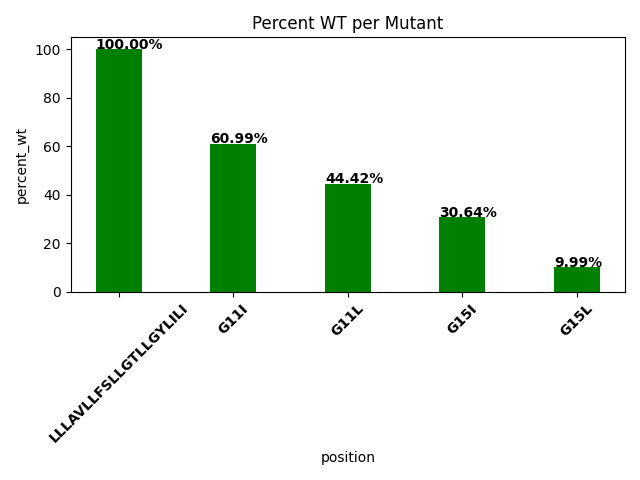 Percent WT per Mutant
percent_wt
100
80
60
40
20
0
100.00%
60.99%
44.42%
30.64%
9.99%
LLLAVLLFSLLGTLLGYLILI
G11I
G11L
G15I
G15L
position